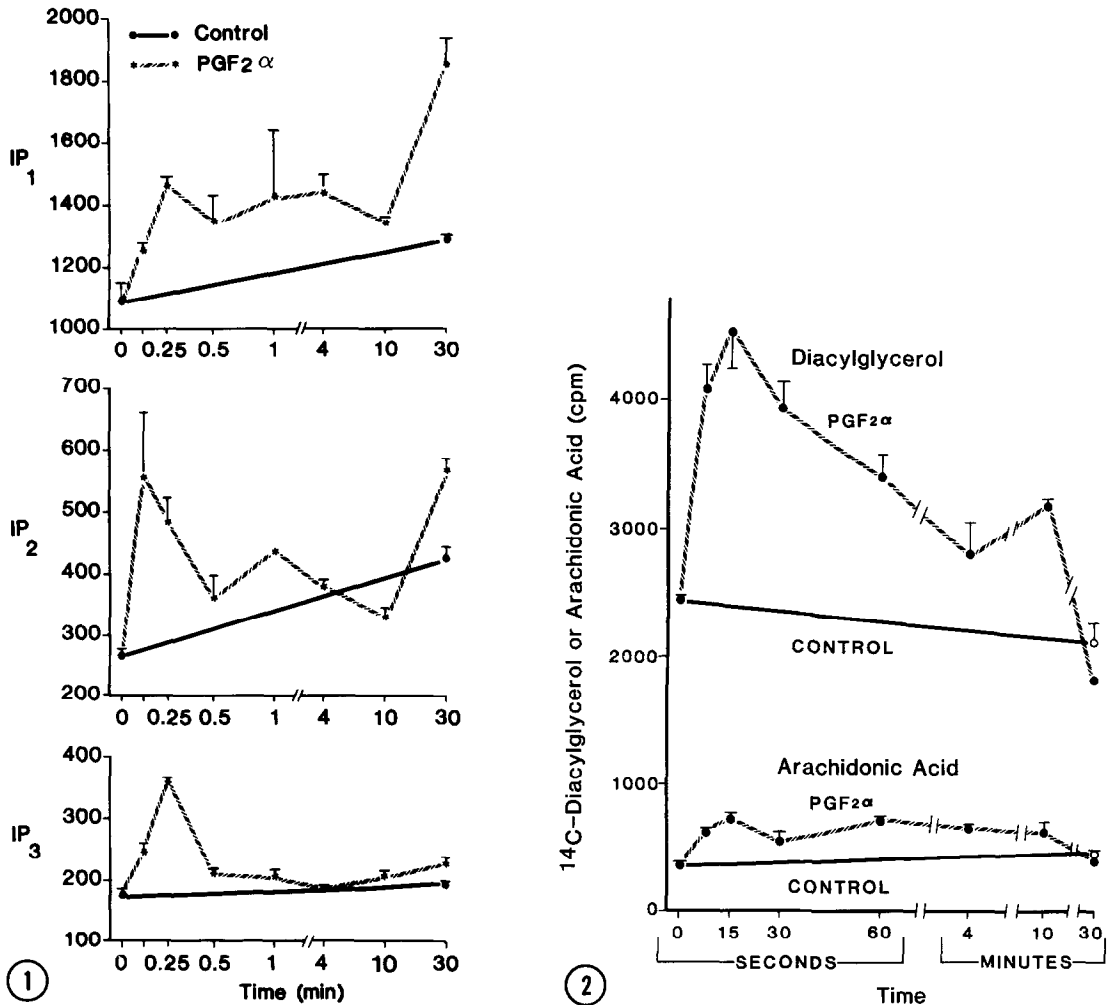 2000
1800
1600
1400
1200
1000
IP1
Control
PGF2 α
0 0.25 0.5 1 4 10 30
700
600
500
400
300
200
IP2
0 0.25 0.5 1 4 10 30
400
300
200
100
IP3
0 0.25 0.5 1 4 10 30
Time (min)
1
14C-Diacylglycerol or Arachidonic Acid (cpm)
4000
3000
2000
1000
0
Diacylglycerol
PGF2α
CONTROL
Arachidonic Acid
PGF2α
CONTROL
0 15 30 60 4 10 30
SECONDS MINUTES
Time
2